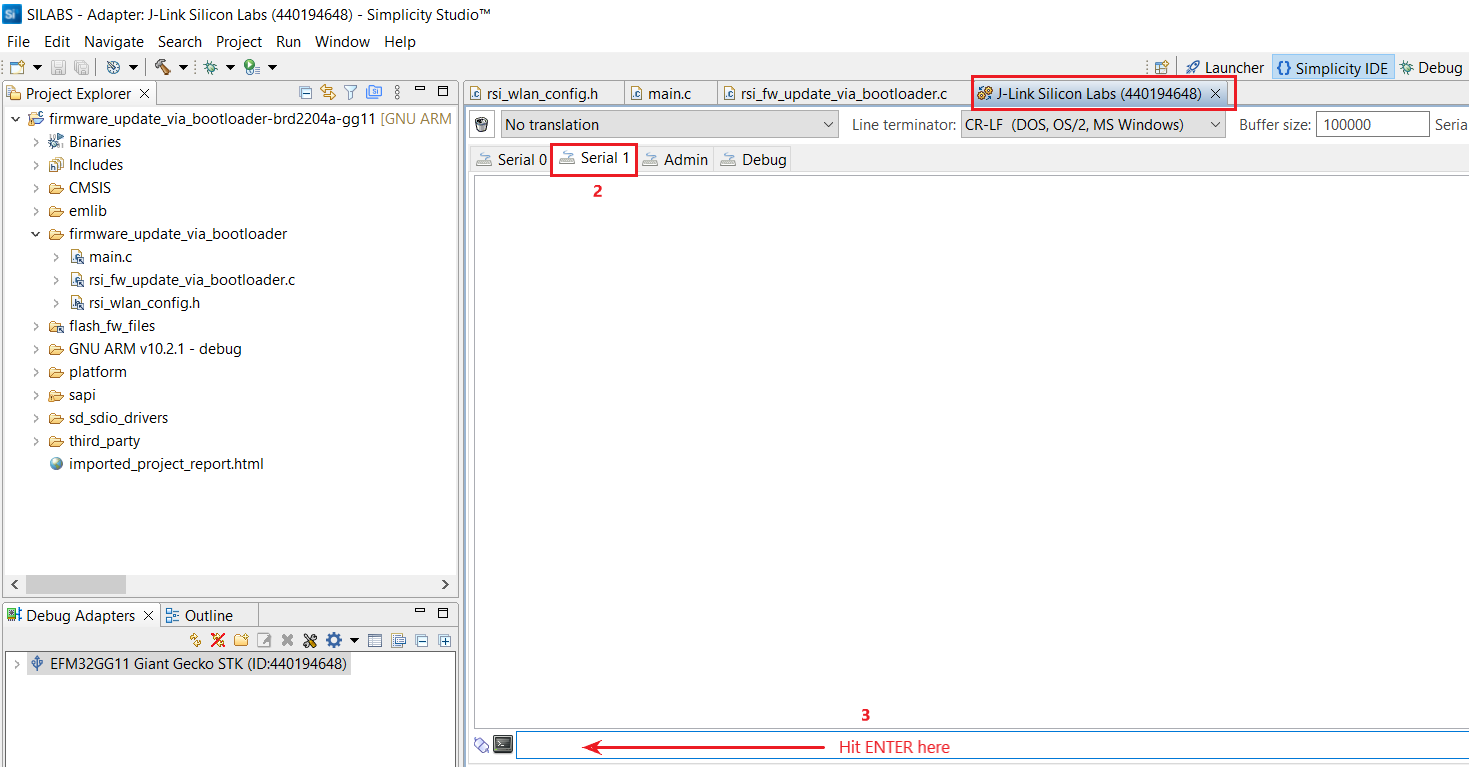 SILABS - Adapter: J-Link Silicon Labs (440194648) - Simplicity Studio™
File Edit Navigate Search Project Run Window Help
Launcher {} Simplicity IDE Debug
Project Explorer
firmware_update_via_bootloader-brd2204a-gg11 [GNU ARM
Binaries
Includes
CMSIS
emlib
firmware_update_via_bootloader
main.c
rsi_fw_update_via_bootloader.c
rsi_wlan_config.h
flash_fw_files
GNU ARM v10.2.1 - debug
platform
sapi
sd_sdio_drivers
third_party
imported_project_report.html
Debug Adapters Outline
EFM32GG11 Giant Gecko STK (ID:440194648)
rsi_wlan_config.h main.c rsi_fw_update_via_bootloader.c J-Link Silicon Labs (440194648)
No translation Line terminator: CR-LF (DOS, OS/2, MS Windows) Buffer size: 100000 Seria
Serial 0 Serial 1 Admin Debug
2
3
Hit ENTER here